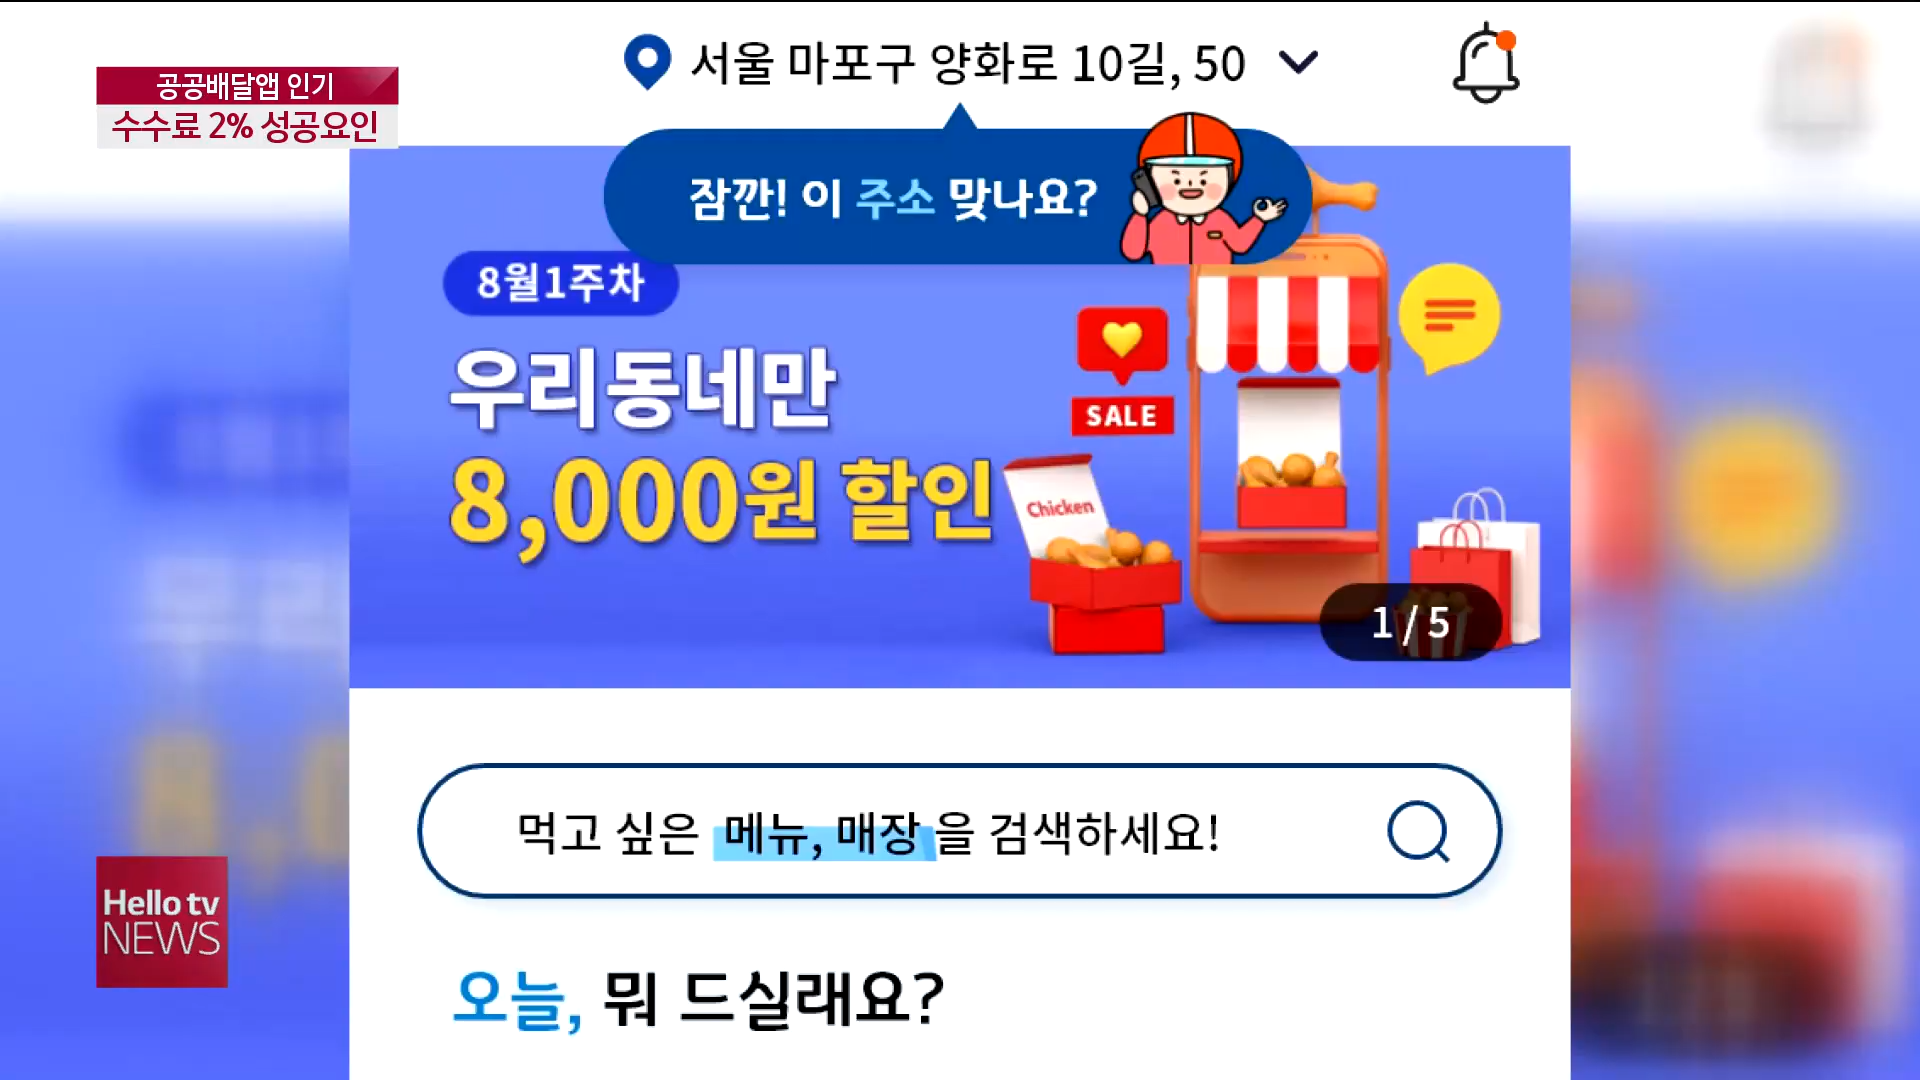 공공배달앱 인기
수수료 2% 성공요인
서울 마포구 양화로 10길, 50
잠깐! 이 주소 맞나요?
8월1주차
우리동네만
8,000원 할인
SALE
Chicken
1 / 5
먹고 싶은 메뉴, 매장을 검색하세요!
Hello tv
NEWS
오늘, 뭐 드실래요?